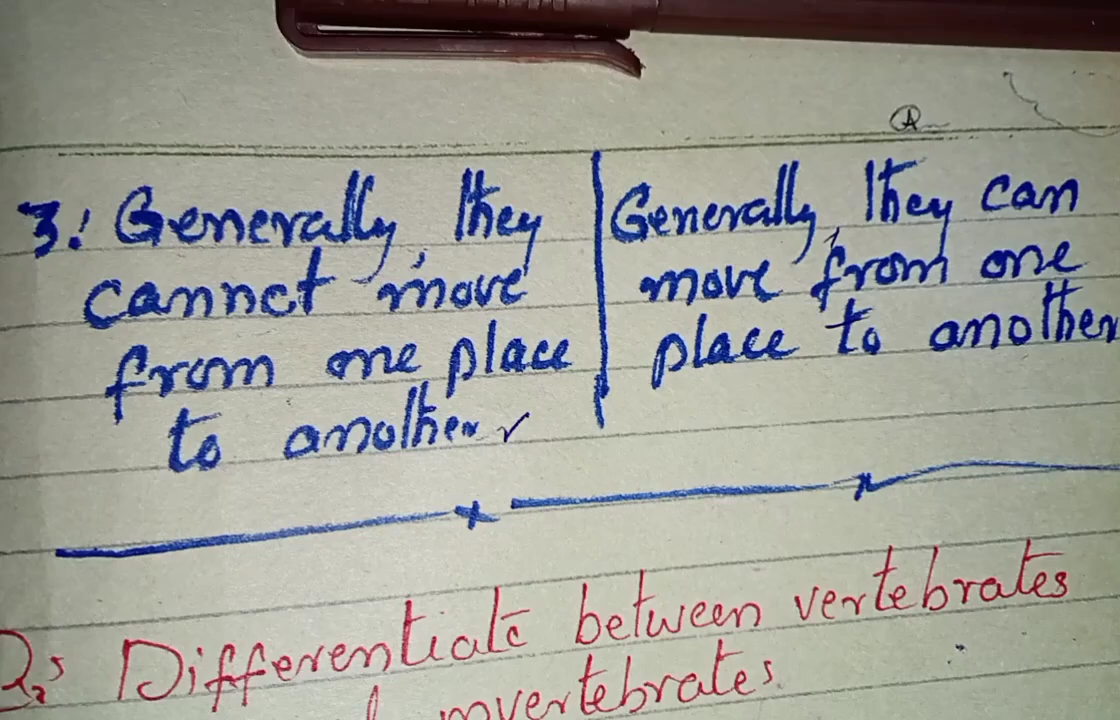 3. Generally, they
cannot move
from one place
to another
Generally, they can
move from one
place to another
Q2: Differentiate between vertebrates
invertebrates.